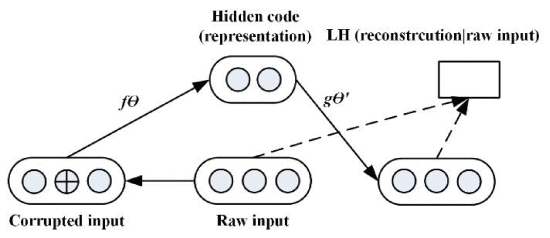 Hidden code
(representation)
LH (reconstrcution|raw input)
fΘ
gΘ'
Corrupted input
Raw input